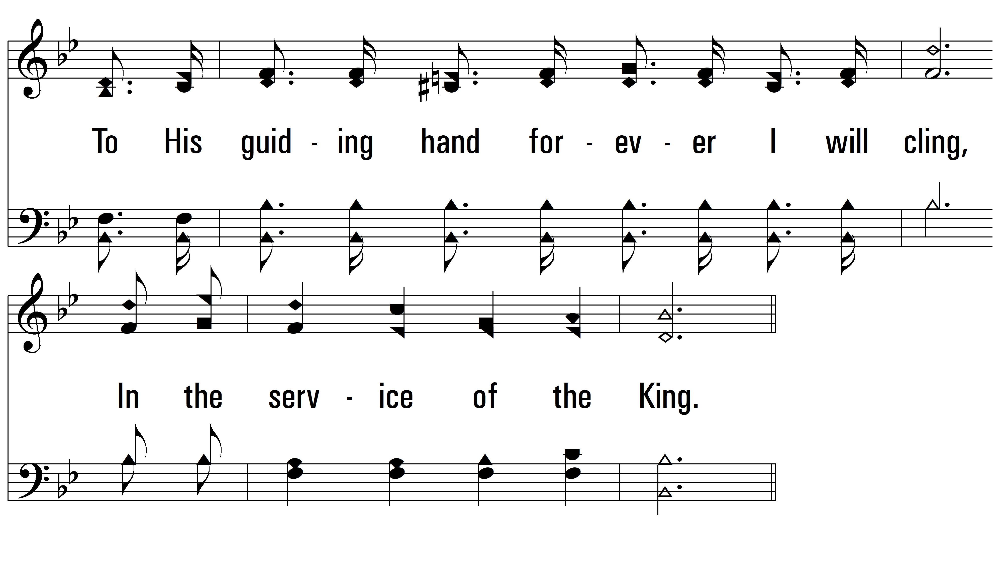 To His guid - ing hand for - ev - er I will cling,
In the serv - ice of the King.